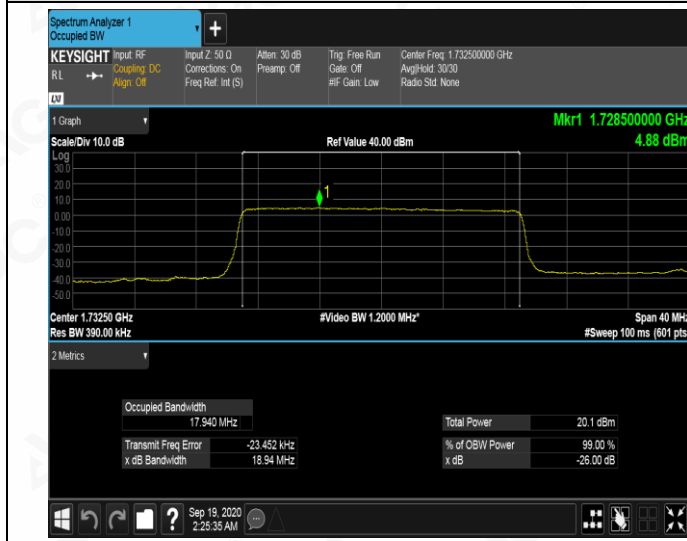 Spectrum Analyzer 1
Occupied BW
+
KEYSIGHT Input: RF Input Z: 50 Ω Atten: 30 dB Trig: Free Run Center Freq: 1.732500000 GHz
RL Coupling: DC Corrections: On Preamp: Off Gate: Off Avg|Hold: 30/30
Align: Off Freq Ref: Int (S) #IF Gain: Low Radio Std: None
LXI
1 Graph Mkr1 1.728500000 GHz
Scale/Div 10.0 dB Ref Value 40.00 dBm 4.88 dBm
Log
30.0
20.0
10.0
0.00
-10.0
-20.0
-30.0
-40.0
-50.0
1
Center 1.73250 GHz #Video BW 1.2000 MHz* Span 40 MHz
Res BW 390.00 kHz #Sweep 100 ms (601 pts
2 Metrics
Occupied Bandwidth
17.940 MHz Total Power 20.1 dBm
Transmit Freq Error -23.452 kHz % of OBW Power 99.00 %
x dB Bandwidth 18.94 MHz x dB -26.00 dB
? Sep 19, 2020
2:25:35 AM